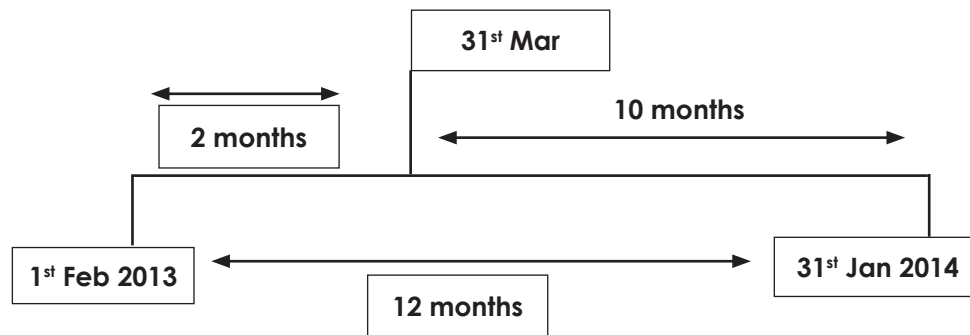 31st Mar
2 months
10 months
1st Feb 2013
31st Jan 2014
12 months